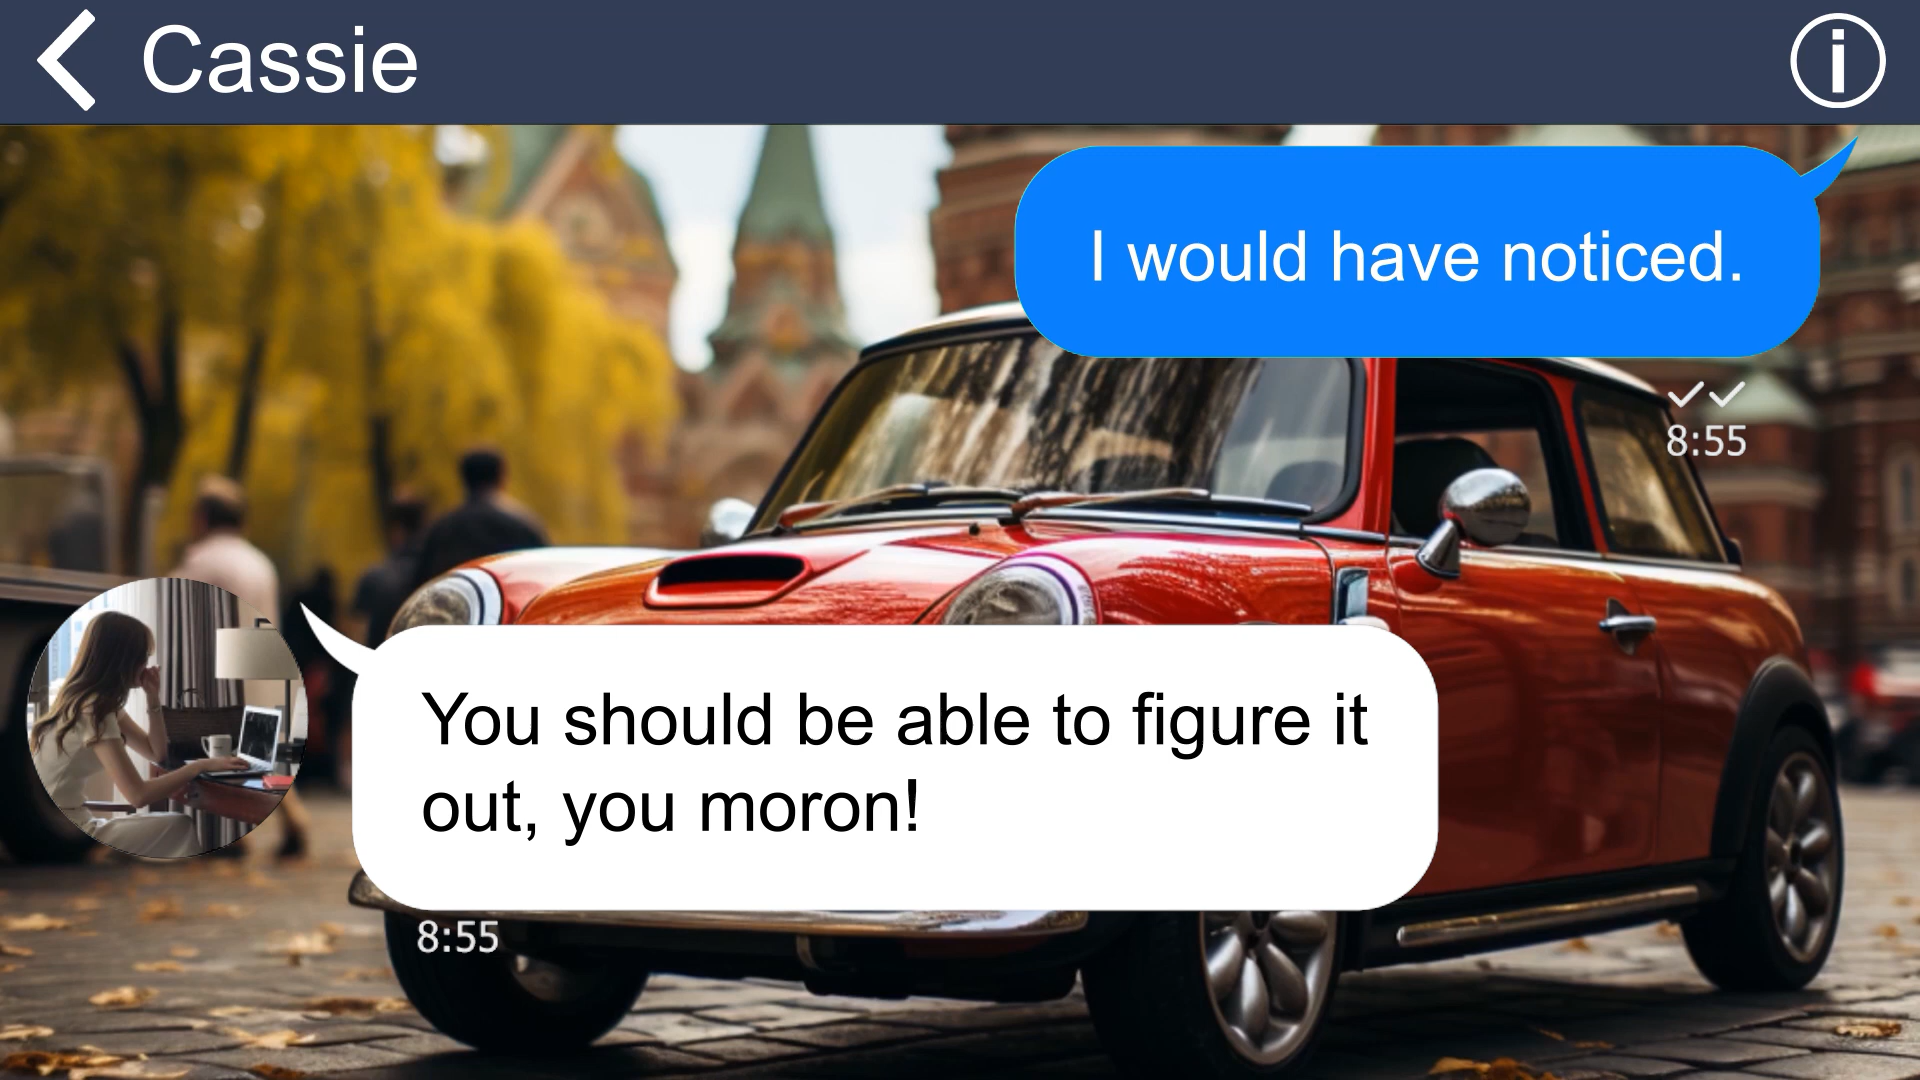 Cassie
I would have noticed.
8:55
You should be able to figure it
out, you moron!
8:55